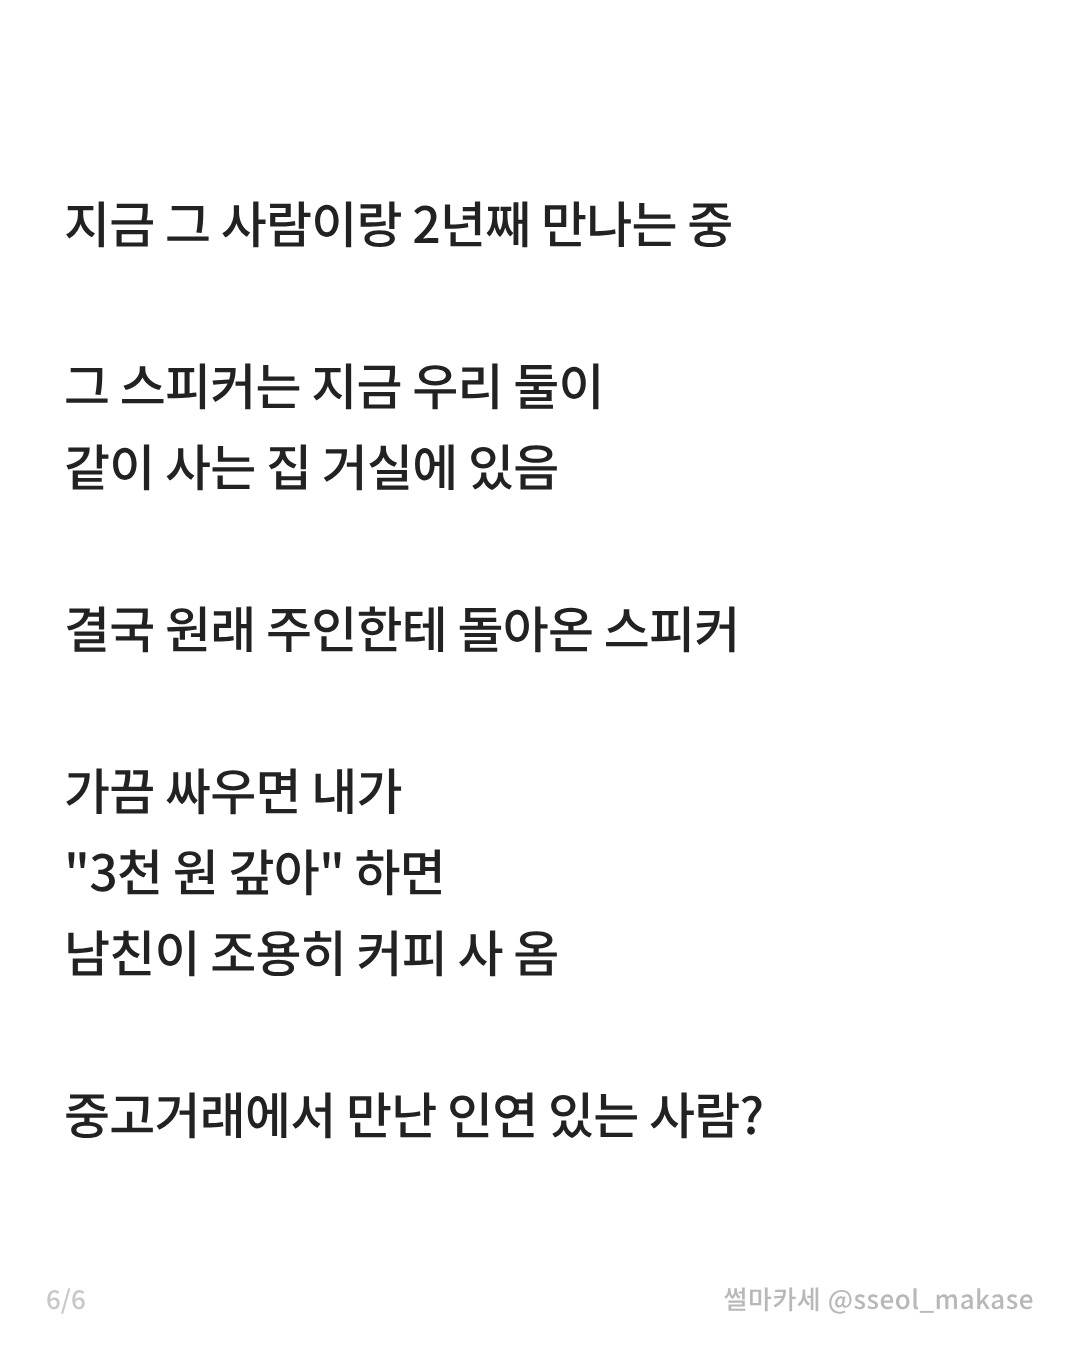 지금 그 사람이랑 2년째 만나는 중
그 스피커는 지금 우리 둘이
같이 사는 집 거실에 있음
결국 원래 주인한테 돌아온 스피커
가끔 싸우면 내가
"3천 원 갚아" 하면
남친이 조용히 커피 사 옴
중고거래에서 만난 인연 있는 사람?
6/6
썰마카세 @sseol_makase